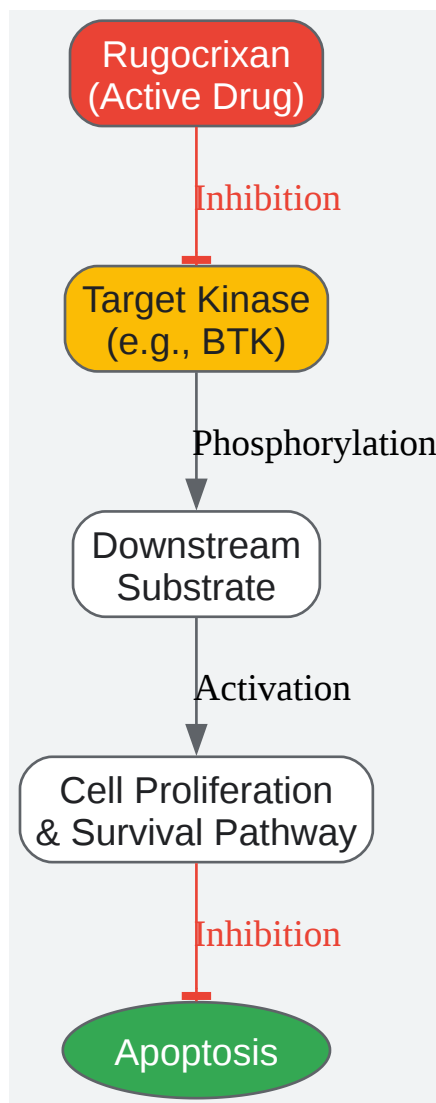 Rugocrixan
(Active Drug)
Inhibition
Target Kinase
(e.g., BTK)
Phosphorylation
Downstream
Substrate
Activation
Cell Proliferation
& Survival Pathway
Inhibition
Apoptosis